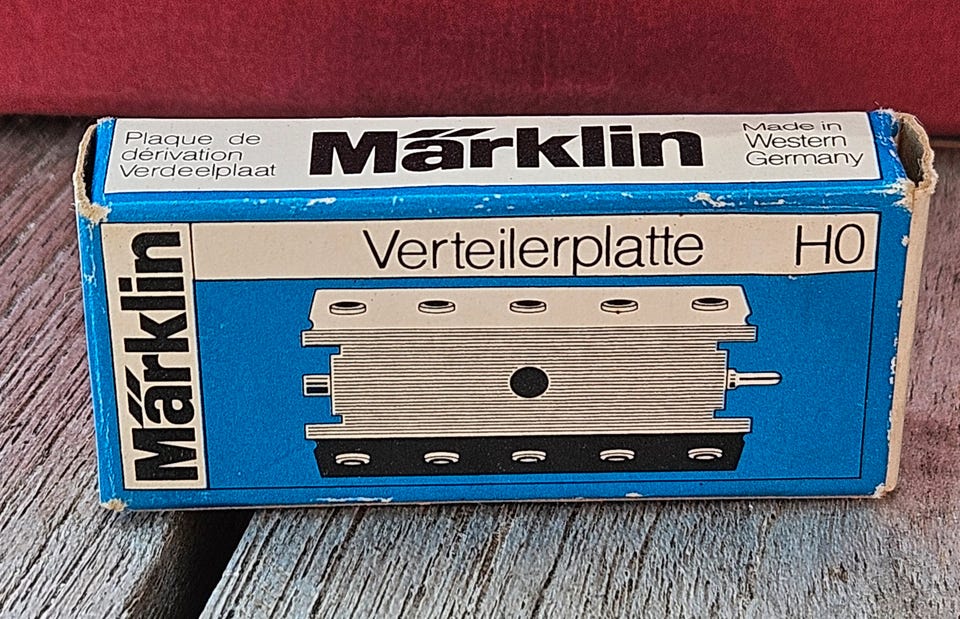 Plaque de
dérivation
Verdeelplaat
Märklin
Made in
Western
Germany
Märklin
Verteilerplatte H0